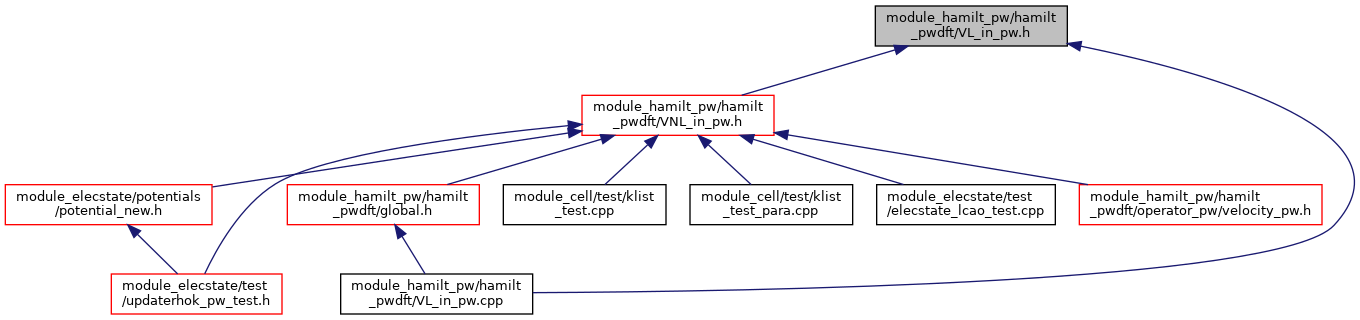 module_hamilt_pw/hamilt
_pwdft/VL_in_pw.h
module_hamilt_pw/hamilt
_pwdft/VNL_in_pw.h
module_elecstate/potentials
/potential_new.h
module_hamilt_pw/hamilt
_pwdft/global.h
module_cell/test/klist
_test.cpp
module_cell/test/klist
_test_para.cpp
module_elecstate/test
/elecstate_lcao_test.cpp
module_hamilt_pw/hamilt
_pwdft/operator_pw/velocity_pw.h
module_elecstate/test
/updaterhok_pw_test.h
module_hamilt_pw/hamilt
_pwdft/VL_in_pw.cpp